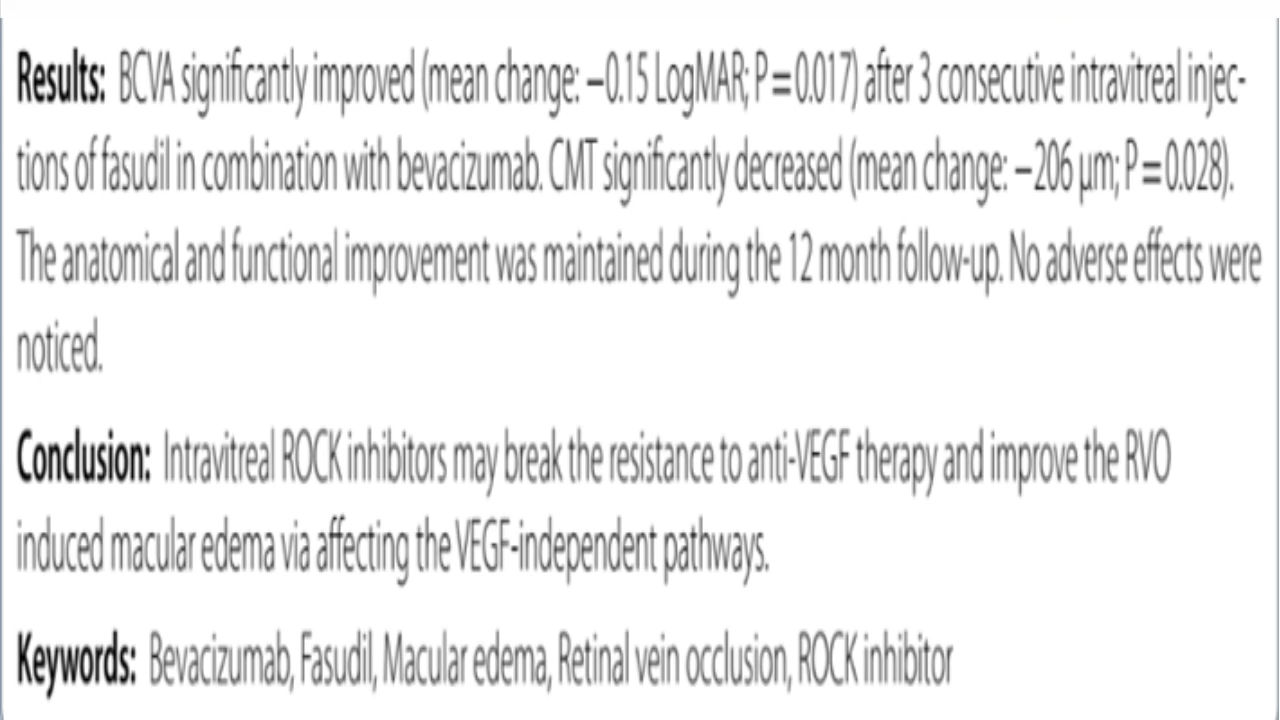 Results: BCVA significantly improved (mean change: −0.15 LogMAR; P = 0.017) after 3 consecutive intravitreal injec-
tions of fasudil in combination with bevacizumab. CMT significantly decreased (mean change: −206 µm; P = 0.028).
The anatomical and functional improvement was maintained during the 12 month follow-up. No adverse effects were
noticed.
Conclusion: Intravitreal ROCK inhibitors may break the resistance to anti-VEGF therapy and improve the RVO
induced macular edema via affecting the VEGF-independent pathways.
Keywords: Bevacizumab, Fasudil, Macular edema, Retinal vein occlusion, ROCK inhibitor